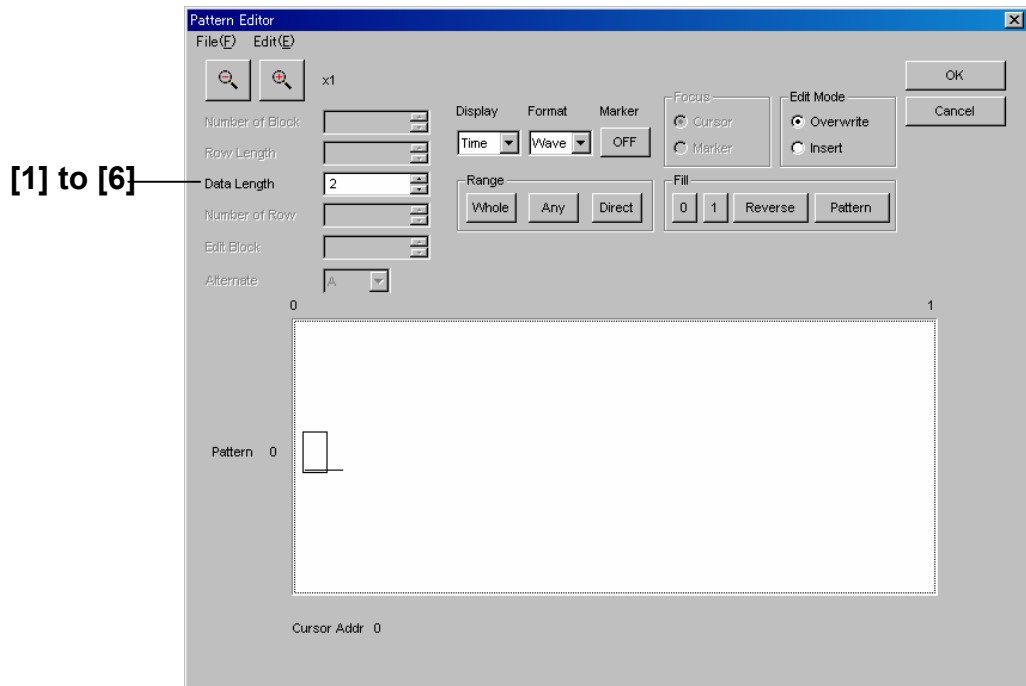 Pattern Editor
File(F) Edit(E)
x1
OK
Cancel
Number of Block
Row Length
[1] to [6]
Data Length 2
Number of Row
Edit Block
Alternate A
Display Format Marker
Time Wave OFF
Focus
Cursor
Marker
Edit Mode
Overwrite
Insert
Range
Whole Any Direct
Fill
0 1 Reverse Pattern
0 1
Pattern 0
Cursor Addr 0